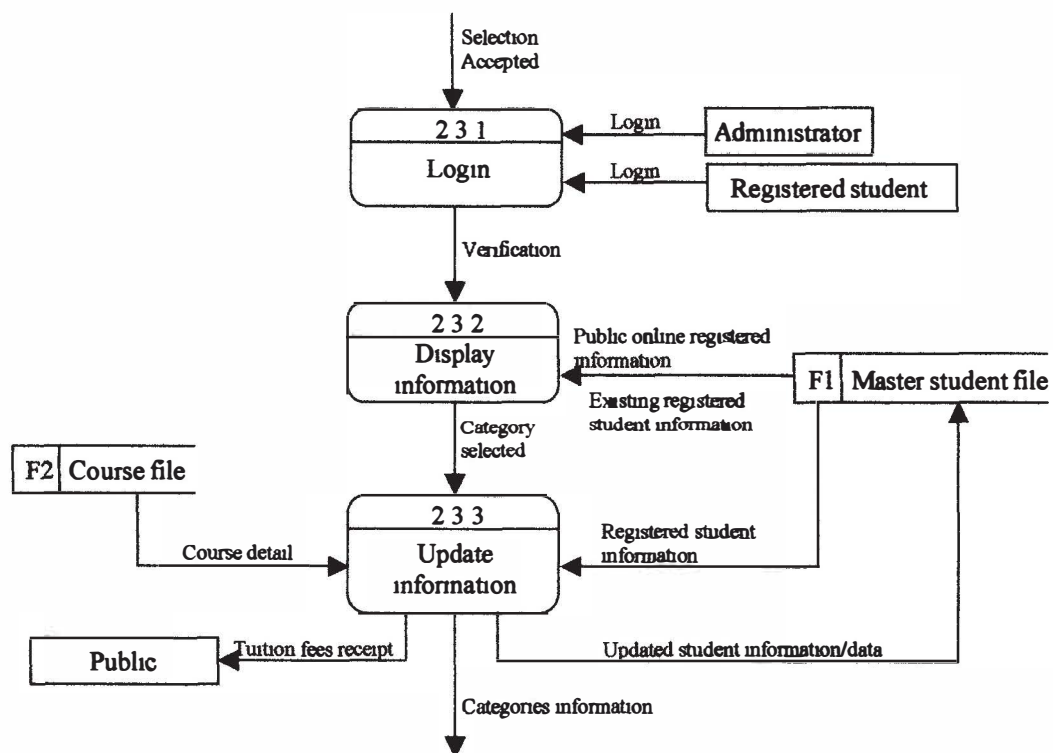 Selection
Accepted
2 3 1
Login
Login
Administrator
Login
Registered student
Verification
2 3 2
Display
information
Public online registered
information
Existing registered
student information
F1 Master student file
Category
selected
F2 Course file
2 3 3
Update
information
Course detail
Registered student
information
Public
Tuition fees receipt
Updated student information/data
Categories information